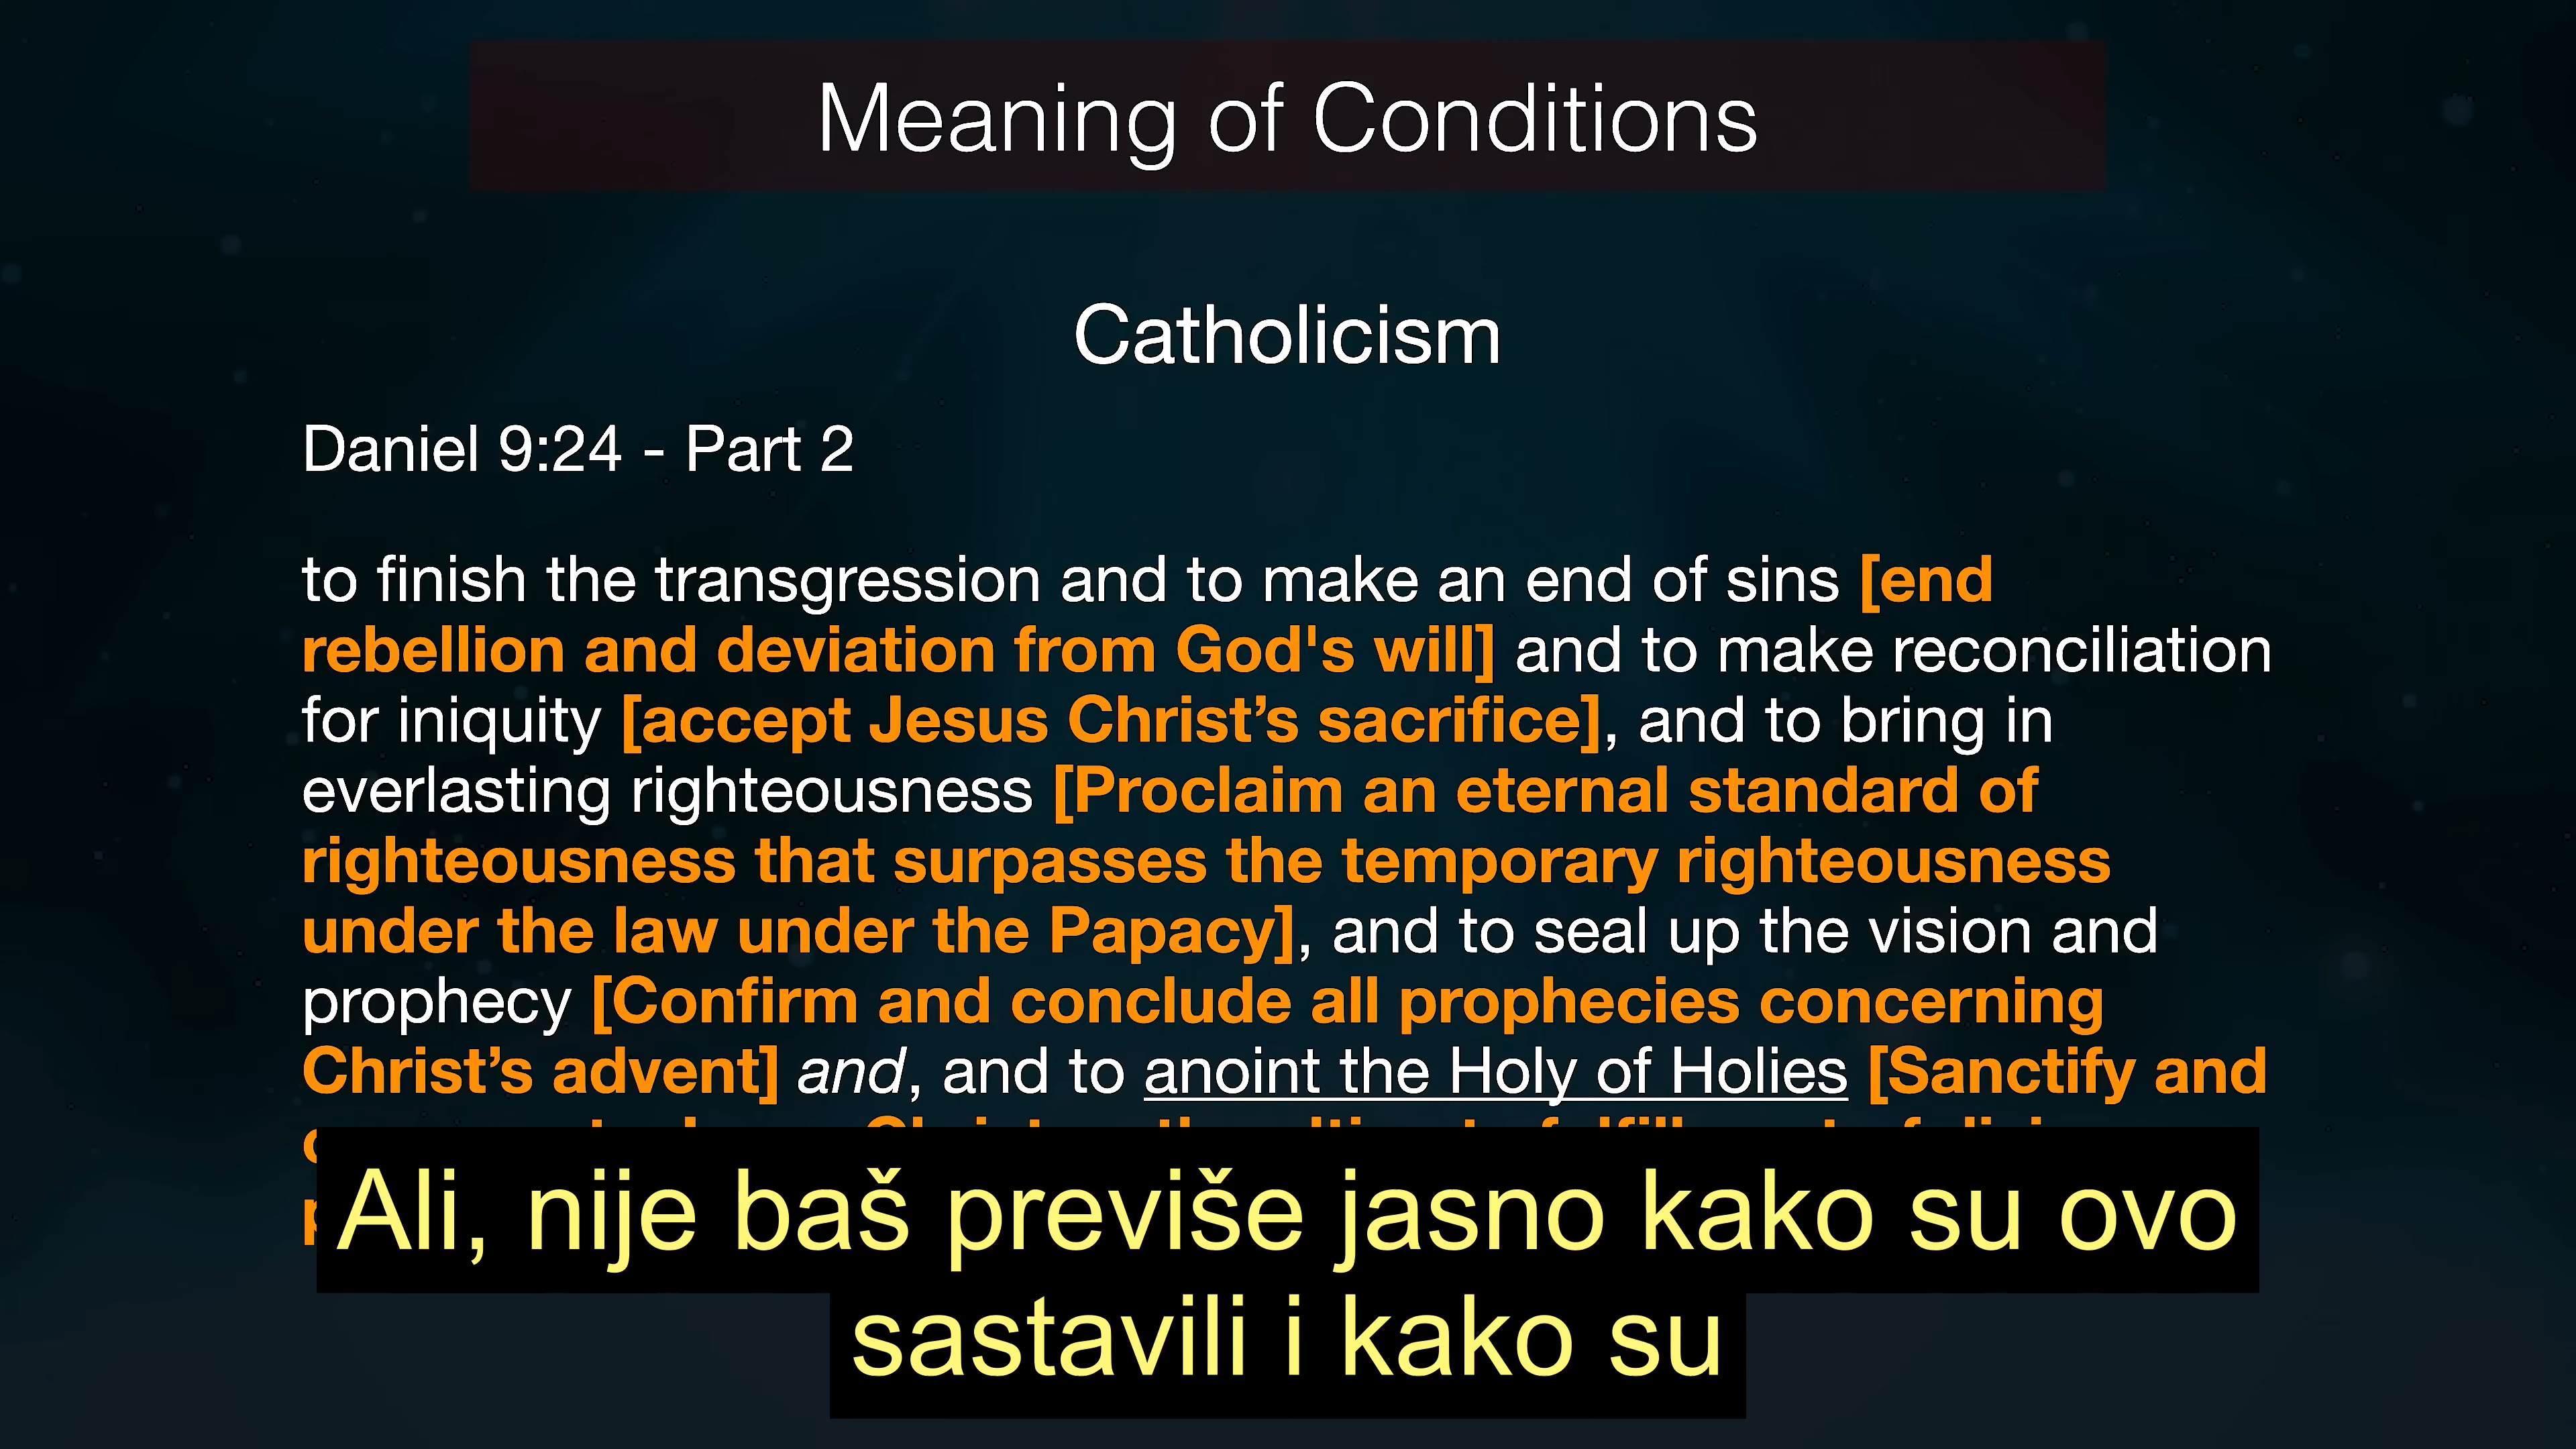 Meaning of Conditions
Catholicism
Daniel 9:24 - Part 2
to finish the transgression and to make an end of sins [end
rebellion and deviation from God's will] and to make reconciliation
for iniquity [accept Jesus Christ’s sacrifice], and to bring in
everlasting righteousness [Proclaim an eternal standard of
righteousness that surpasses the temporary righteousness
under the law under the Papacy], and to seal up the vision and
prophecy [Confirm and conclude all prophecies concerning
Christ’s advent] and, and to anoint the Holy of Holies [Sanctify and
Ali, nije baš previše jasno kako su ovo
sastavili i kako su